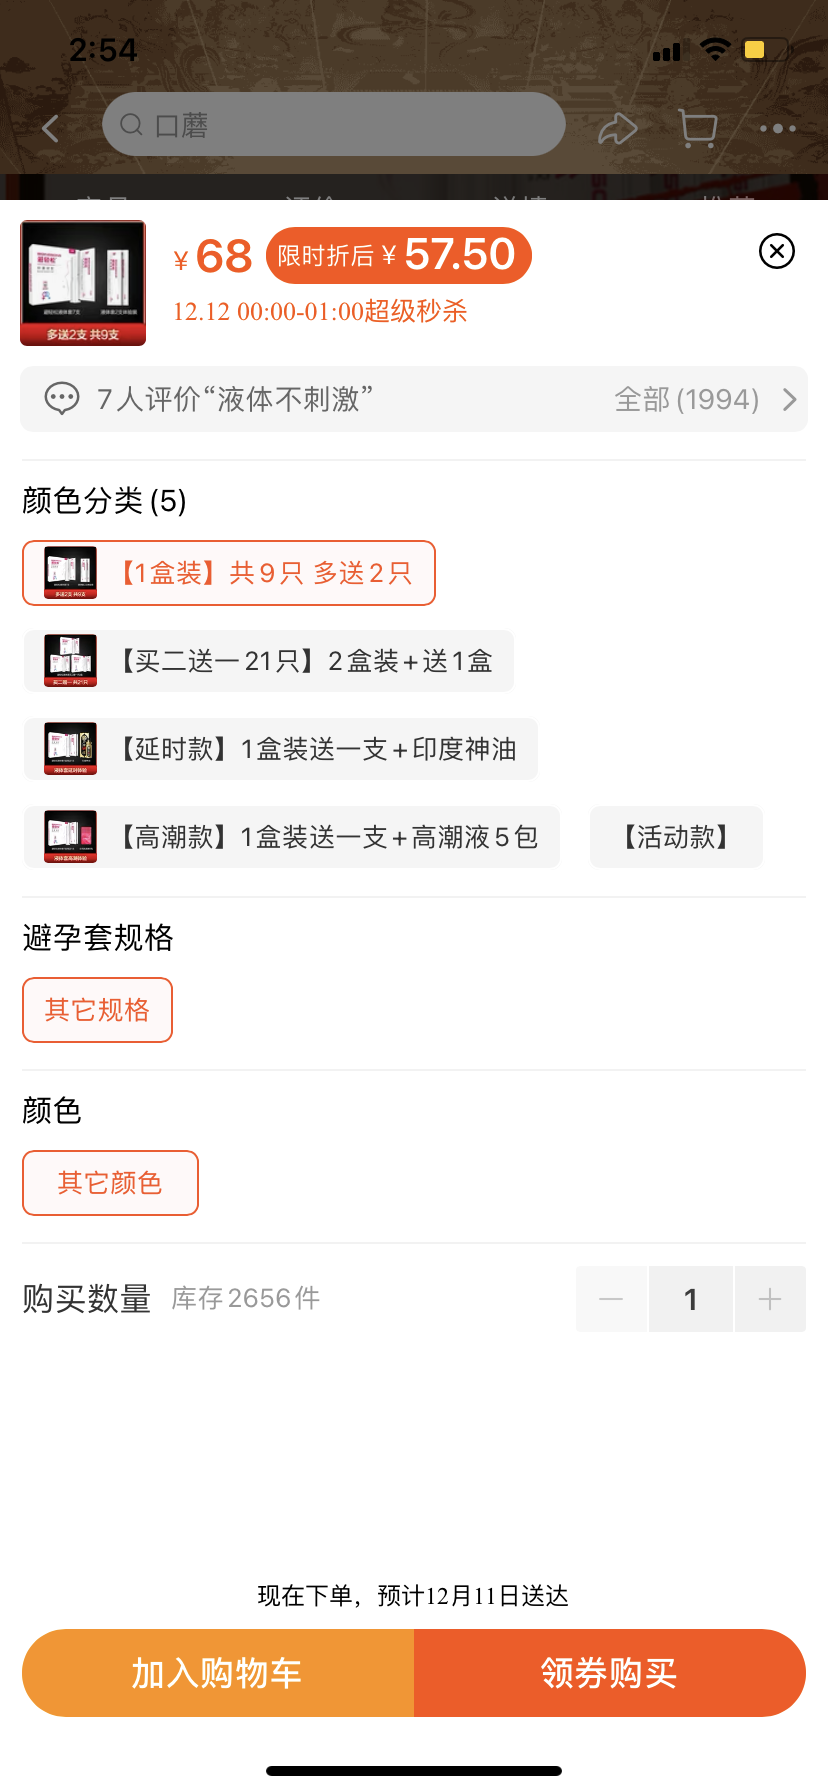 2:54
口蘑
¥ 68 限时折后 ¥ 57.50
12.12 00:00-01:00超级秒杀
多送2支 共9支
7人评价“液体不刺激” 全部(1994)
颜色分类(5)
【1盒装】共9只 多送2只
【买二送一21只】2盒装+送1盒
【延时款】1盒装送一支+印度神油
【高潮款】1盒装送一支+高潮液5包 【活动款】
避孕套规格
其它规格
颜色
其它颜色
购买数量 库存2656件 1
现在下单，预计12月11日送达
加入购物车 领券购买